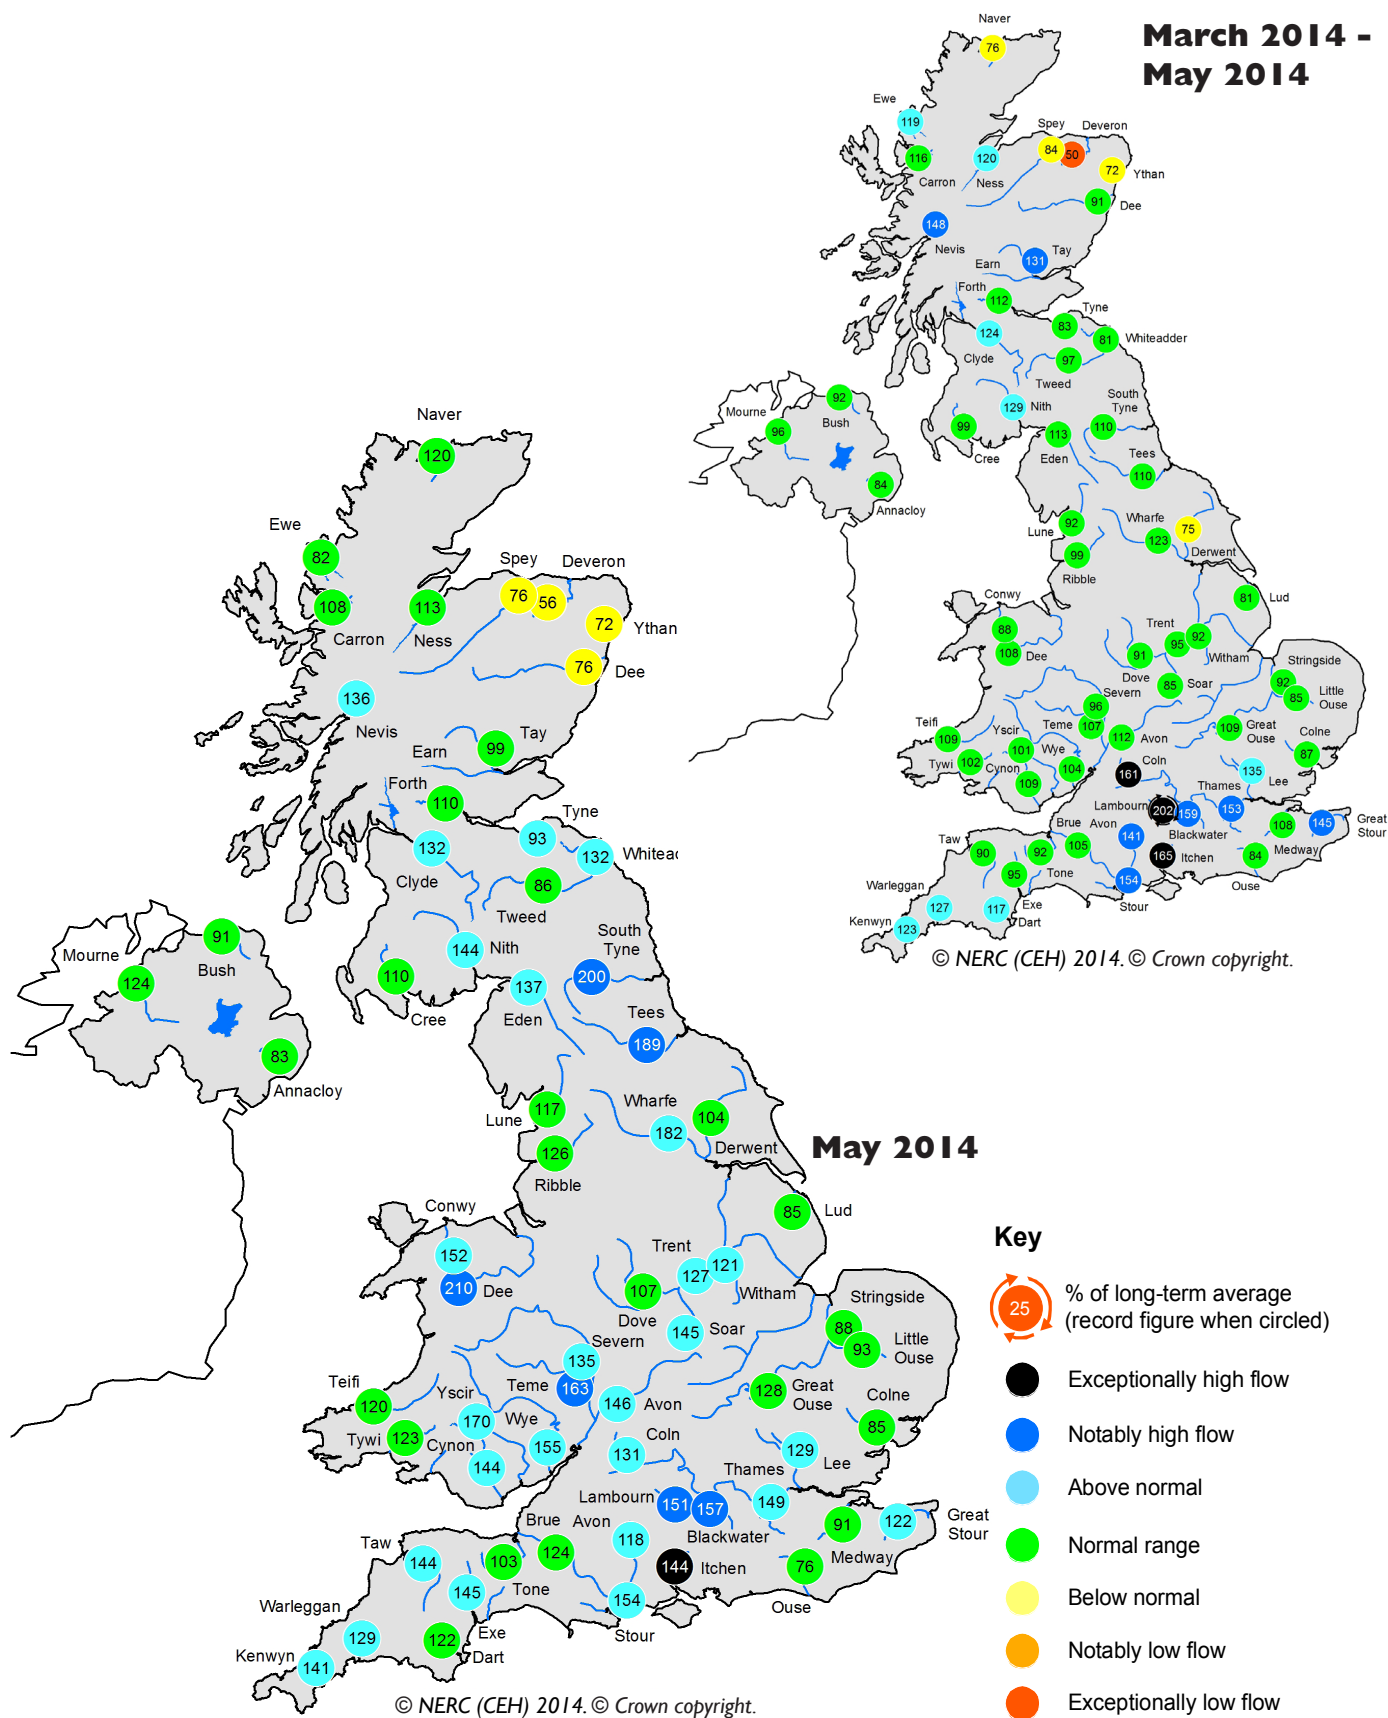 March 2014 -
May 2014
Naver
76
Ewe
119
Spey
Deveron
84
50
116
120
72
Ythan
Carron
Ness
91
Dee
148
Nevis
Tay
Earn
131
Forth
112
Tyne
124
83
81
Whiteadder
Clyde
97
Tweed
South
Tyne
92
Mourne
Bush
96
129
Nith
99
110
113
Cree
Eden
Tees
110
84
Annacloy
Lune
92
Wharfe
75
123
99
Derwent
Ribble
Conwy
81
Lud
88
Trent
92
95
108
Dee
91
Witham
Stringside
Dove
85
Soar
92
Little
Ouse
85
Severn
96
Teifi
Teme
107
109
Great
Ouse
Colne
109
Yscir
Wye
112
Avon
101
87
Tywi
102
Cynon
104
Coln
161
135
109
Thames
Lee
Lambourn
202
159
153
Brue
Avon
Blackwater
108
145
Great
Stour
Taw
141
90
92
105
165
Itchen
84
Medway
95
Tone
Ouse
Warleggan
154
127
117
Exe
Stour
Kenwyn
123
Dart
© NERC (CEH) 2014. © Crown copyright.
Naver
120
Ewe
82
Spey
Deveron
76
56
108
113
72
Ythan
Carron
Ness
76
Dee
136
Nevis
Tay
Earn
99
Forth
110
Tyne
132
93
132
Whitead
Clyde
86
Tweed
South
Tyne
91
Mourne
Bush
124
144
Nith
110
200
137
Cree
Eden
Tees
189
83
Annacloy
117
Lune
Wharfe
104
182
Derwent
126
Ribble
May 2014
Conwy
85
Lud
152
Trent
121
127
210
Dee
107
Witham
Stringside
Dove
145
Soar
88
93
Little
Ouse
Severn
135
Teifi
Teme
163
128
Great
Ouse
Colne
120
Yscir
146
Avon
170
Wye
85
Tywi
123
Cynon
155
Coln
131
129
Lee
144
Thames
Lambourn
151
157
149
Brue
Avon
Blackwater
91
122
Great
Stour
Taw
118
144
103
124
144
Itchen
76
Medway
145
Tone
Ouse
Warleggan
154
129
122
Exe
Stour
Kenwyn
141
Dart
© NERC (CEH) 2014. © Crown copyright.
Key
25
% of long-term average
(record figure when circled)
Exceptionally high flow
Notably high flow
Above normal
Normal range
Below normal
Notably low flow
Exceptionally low flow